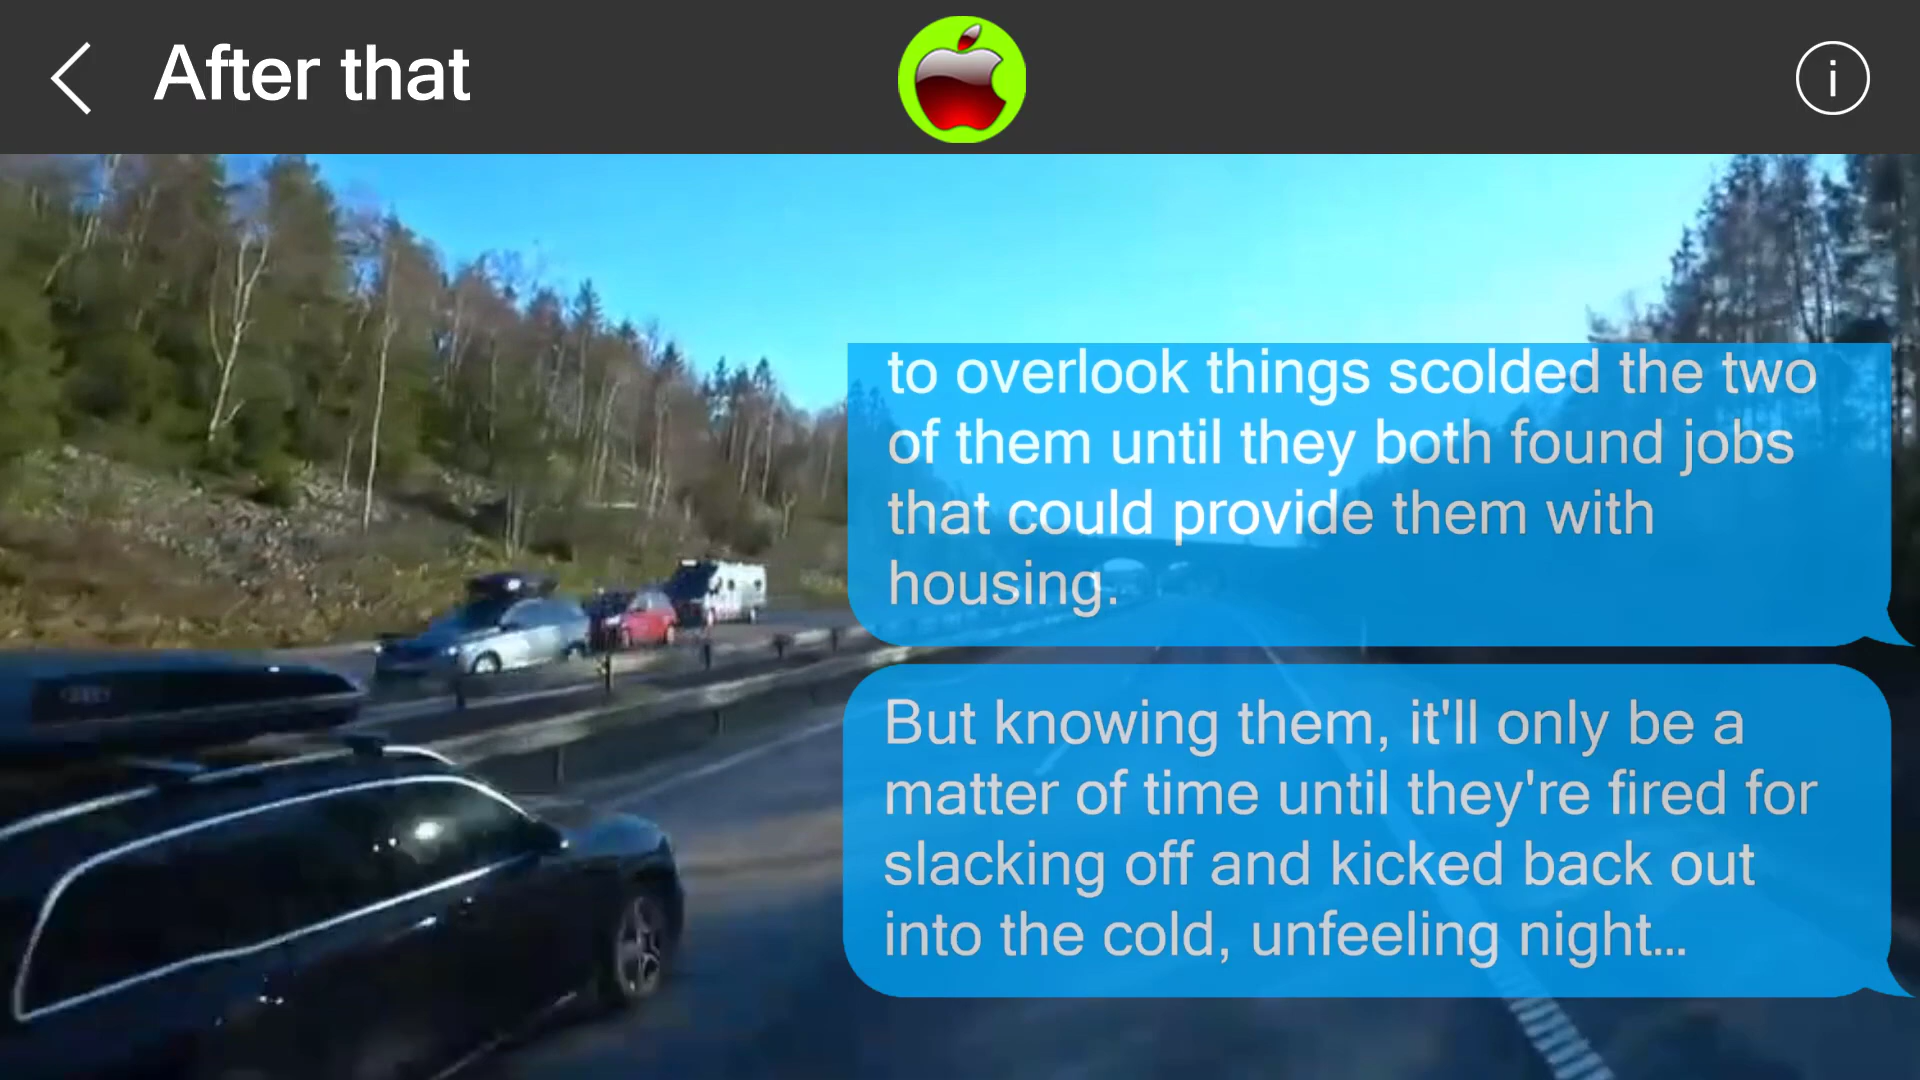 After that
to overlook things scolded the two
of them until they both found jobs
that could provide them with
housing.
But knowing them, it'll only be a
matter of time until they're fired for
slacking off and kicked back out
into the cold, unfeeling night...